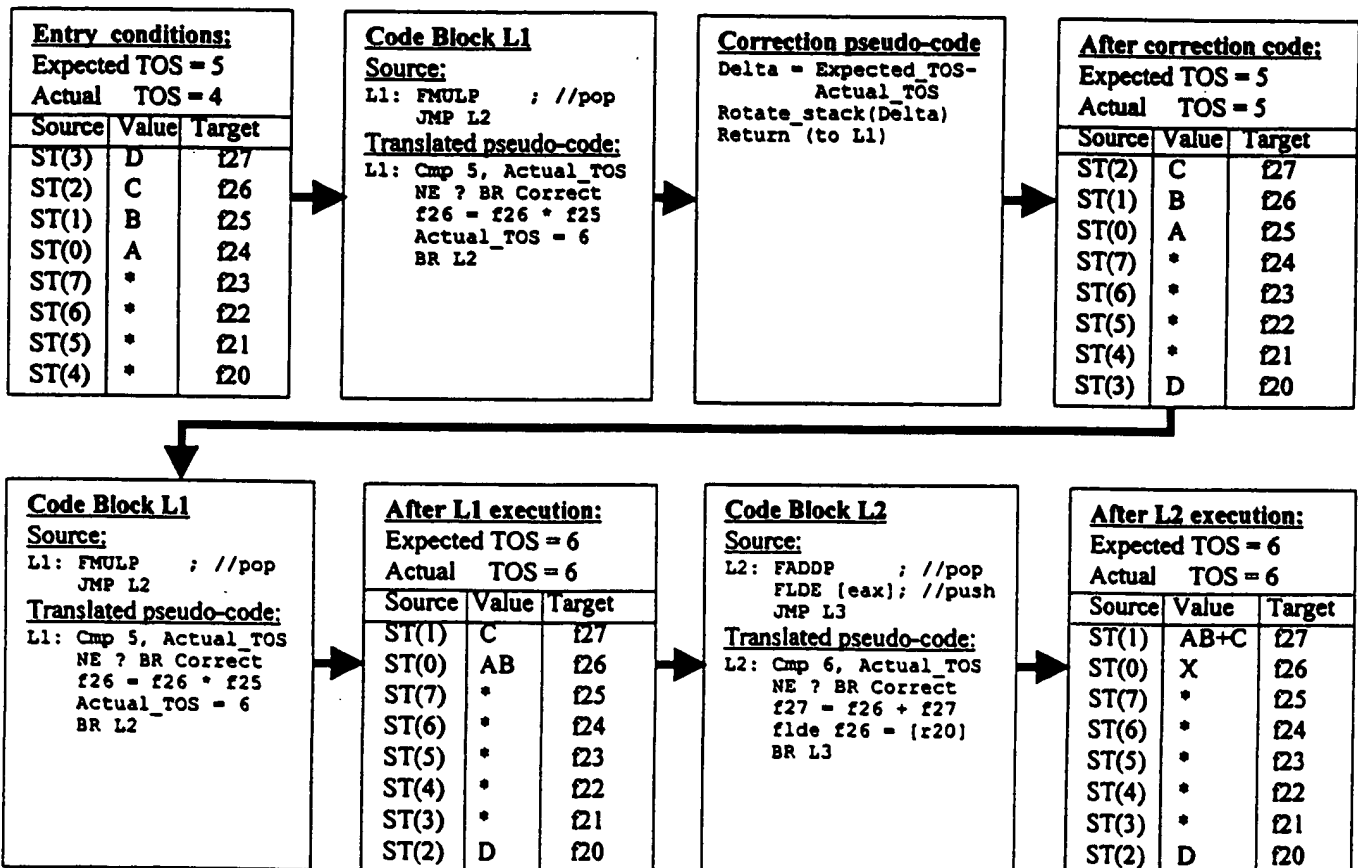 Entry conditions:
Expected TOS = 5
Actual TOS = 4
Source Value Target
ST(3) D f27
ST(2) C f26
ST(1) B f25
ST(0) A f24
ST(7) * f23
ST(6) * f22
ST(5) * f21
ST(4) * f20
Code Block L1
Source:
L1: FMULP ; //pop
JMP L2
Translated pseudo-code:
L1: Cmp 5, Actual_TOS
NE ? BR Correct
f26 = f26 * f25
Actual_TOS = 6
BR L2
Correction pseudo-code
Delta = Expected_TOS-
Actual_TOS
Rotate_stack(Delta)
Return (to L1)
After correction code:
Expected TOS = 5
Actual TOS = 5
Source Value Target
ST(2) C f27
ST(1) B f26
ST(0) A f25
ST(7) * f24
ST(6) * f23
ST(5) * f22
ST(4) * f21
ST(3) D f20
Code Block L1
Source:
L1: FMULP ; //pop
JMP L2
Translated pseudo-code:
L1: Cmp 5, Actual_TOS
NE ? BR Correct
f26 = f26 * f25
Actual_TOS = 6
BR L2
After L1 execution:
Expected TOS = 6
Actual TOS = 6
Source Value Target
ST(1) C f27
ST(0) AB f26
ST(7) * f25
ST(6) * f24
ST(5) * f23
ST(4) * f22
ST(3) * f21
ST(2) D f20
Code Block L2
Source:
L2: FADDP ; //pop
FLDE [eax]; //push
JMP L3
Translated pseudo-code:
L2: Cmp 6, Actual_TOS
NE ? BR Correct
f27 = f26 + f27
flde f26 = [r20]
BR L3
After L2 execution:
Expected TOS = 6
Actual TOS = 6
Source Value Target
ST(1) AB+C f27
ST(0) X f26
ST(7) * f25
ST(6) * f24
ST(5) * f23
ST(4) * f22
ST(3) * f21
ST(2) D f20